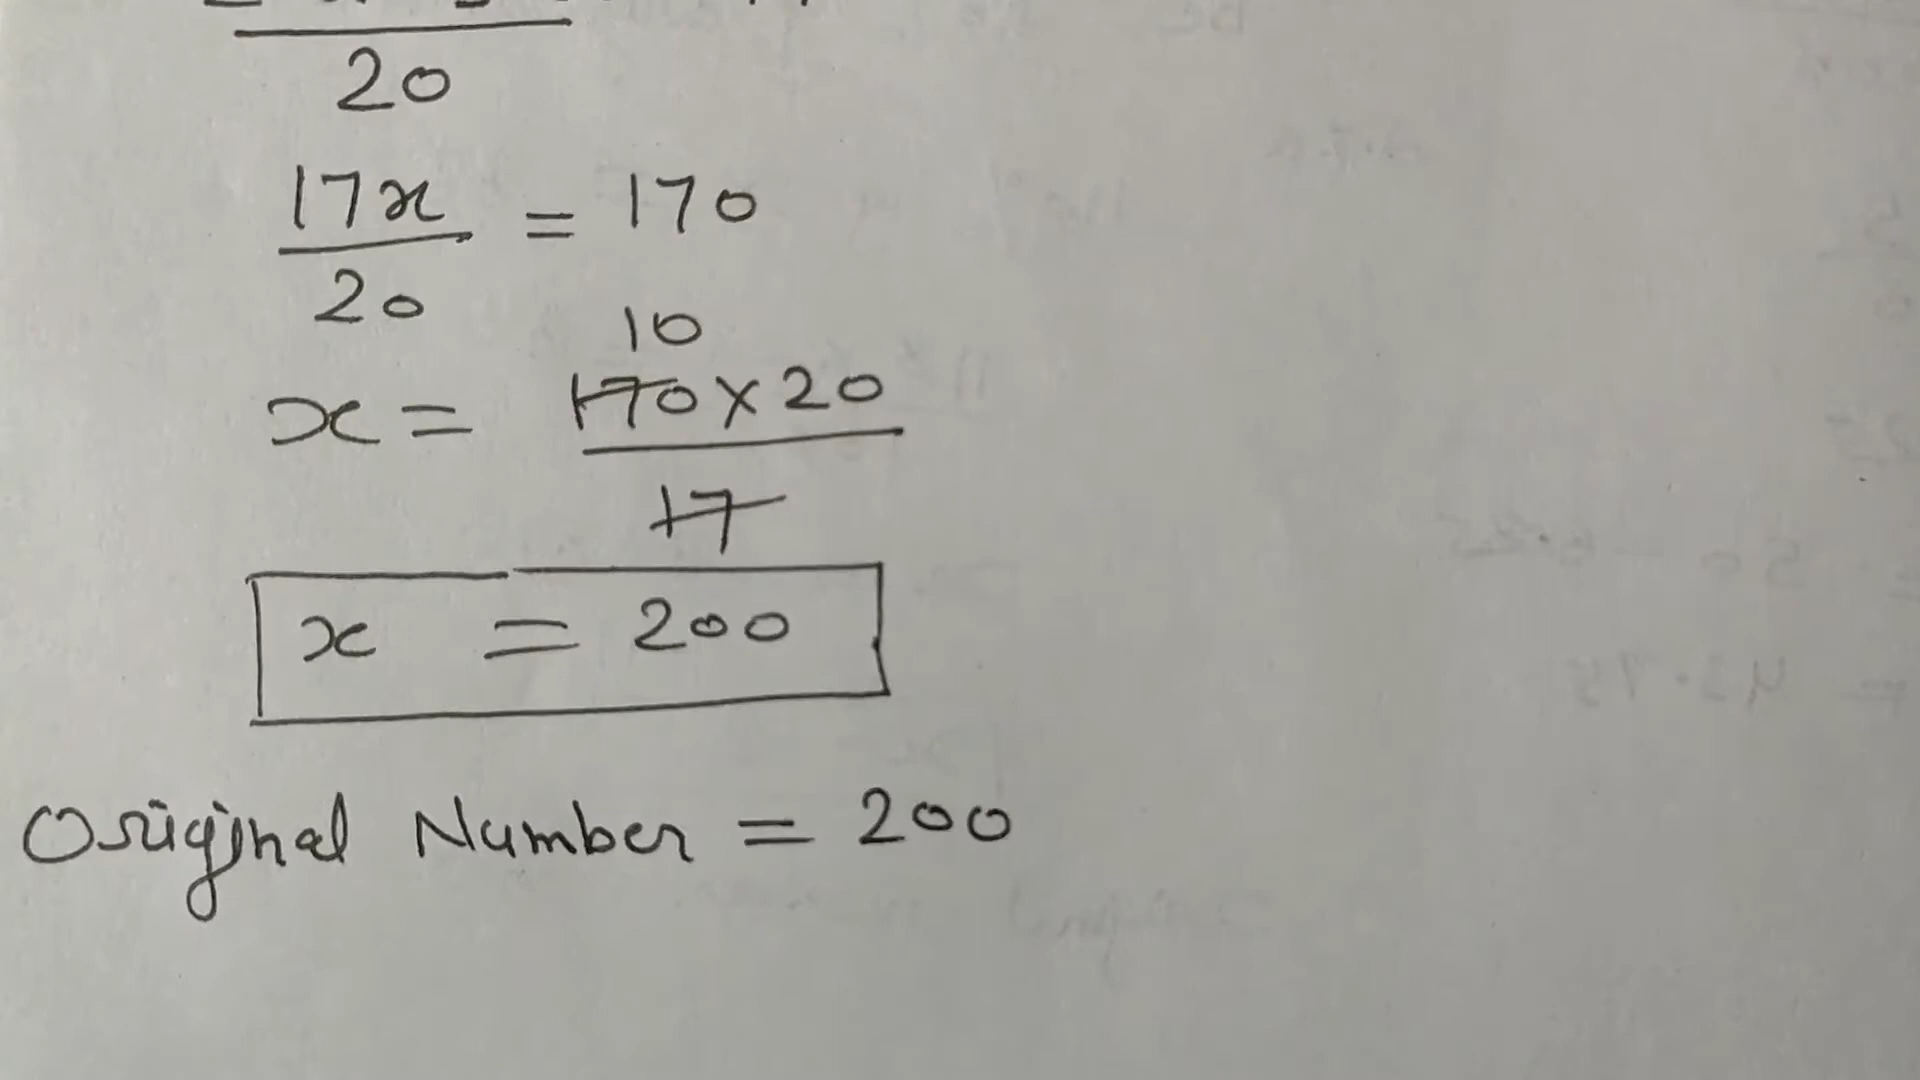 20
17x/20 = 170
10
x = 170 x 20/17
x = 200
Original Number = 200